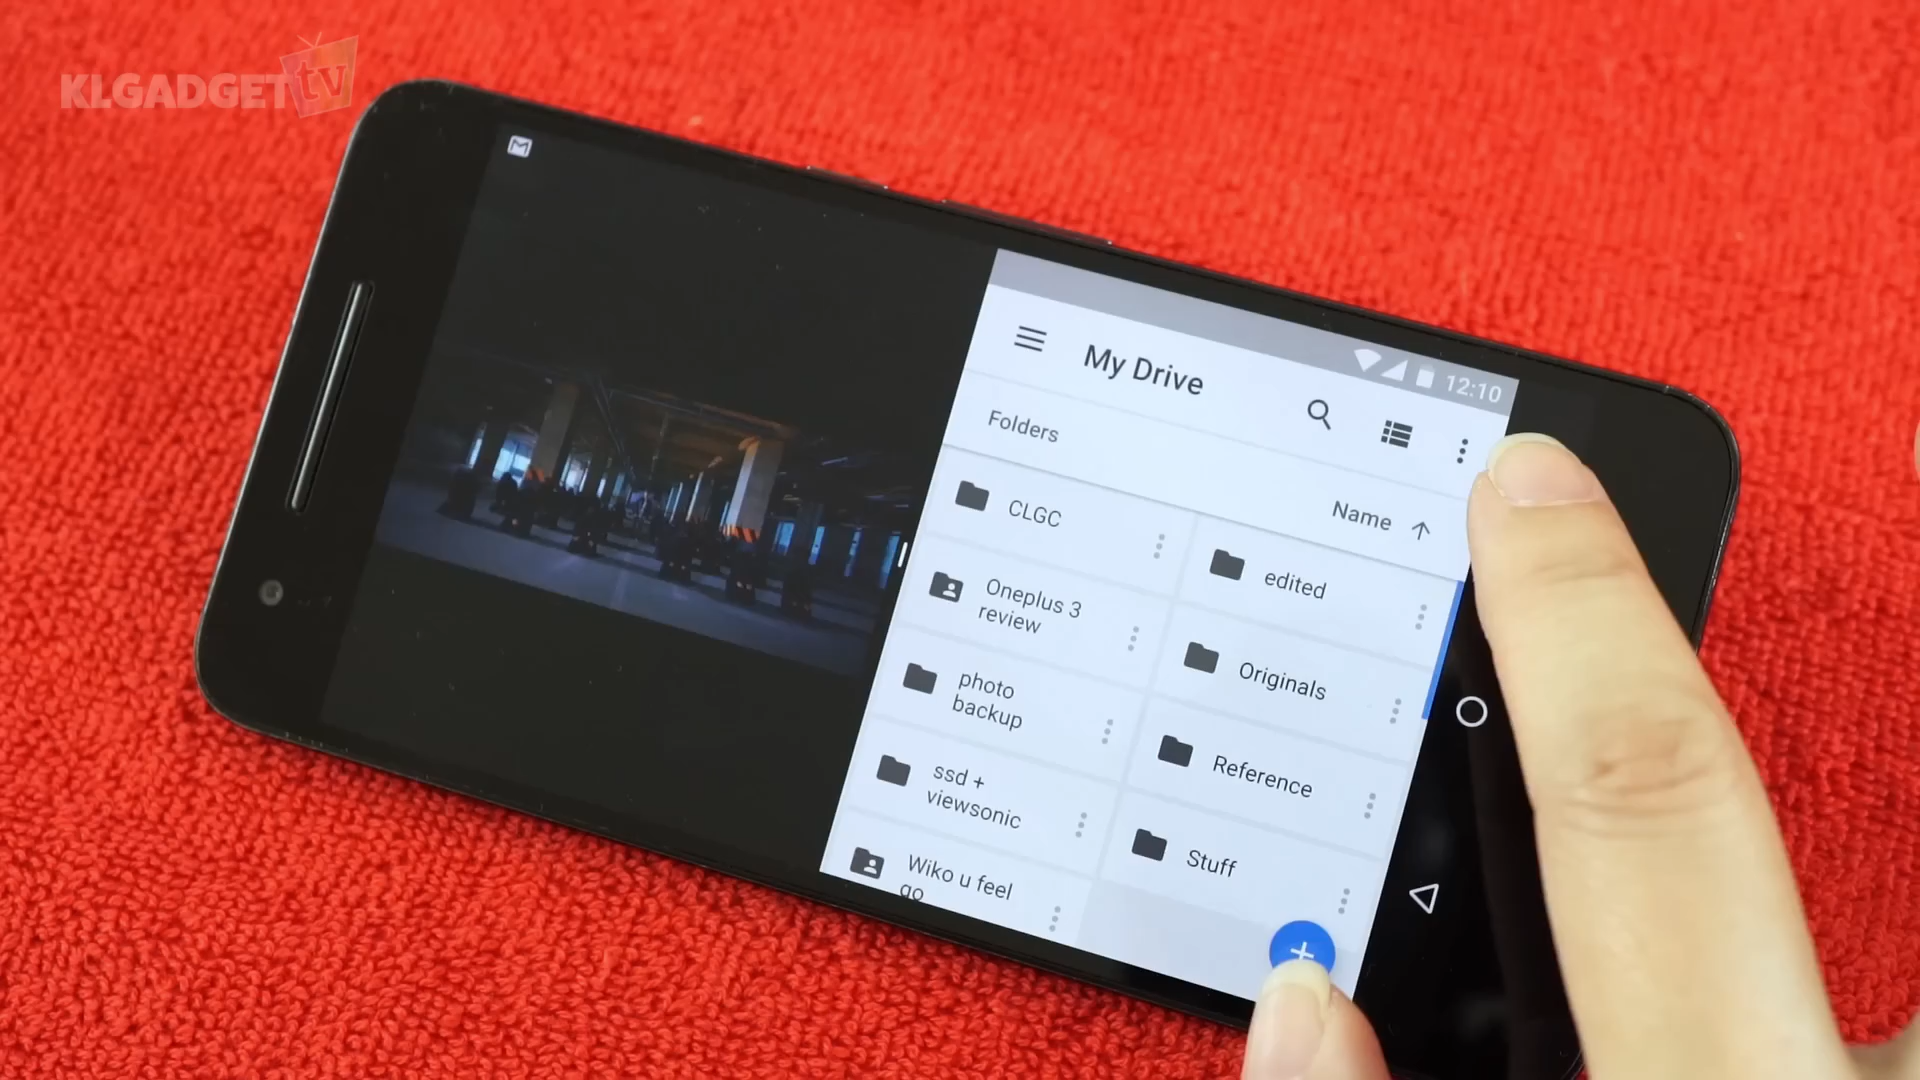 KLGADGET tv
12:10
My Drive
Folders
Name
CLGC
edited
Oneplus 3
review
Originals
photo
backup
Reference
ssd +
viewsonic
Stuff
Wiko u feel
go